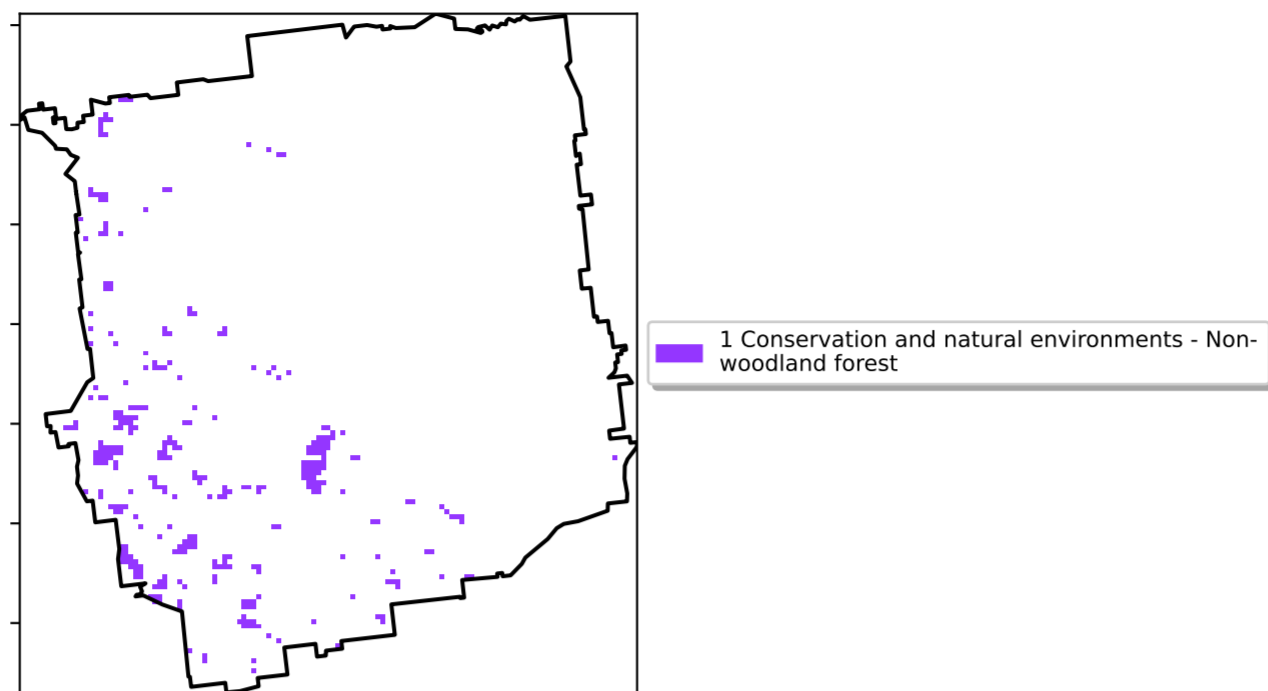 1 Conservation and natural environments - Non-
woodland forest